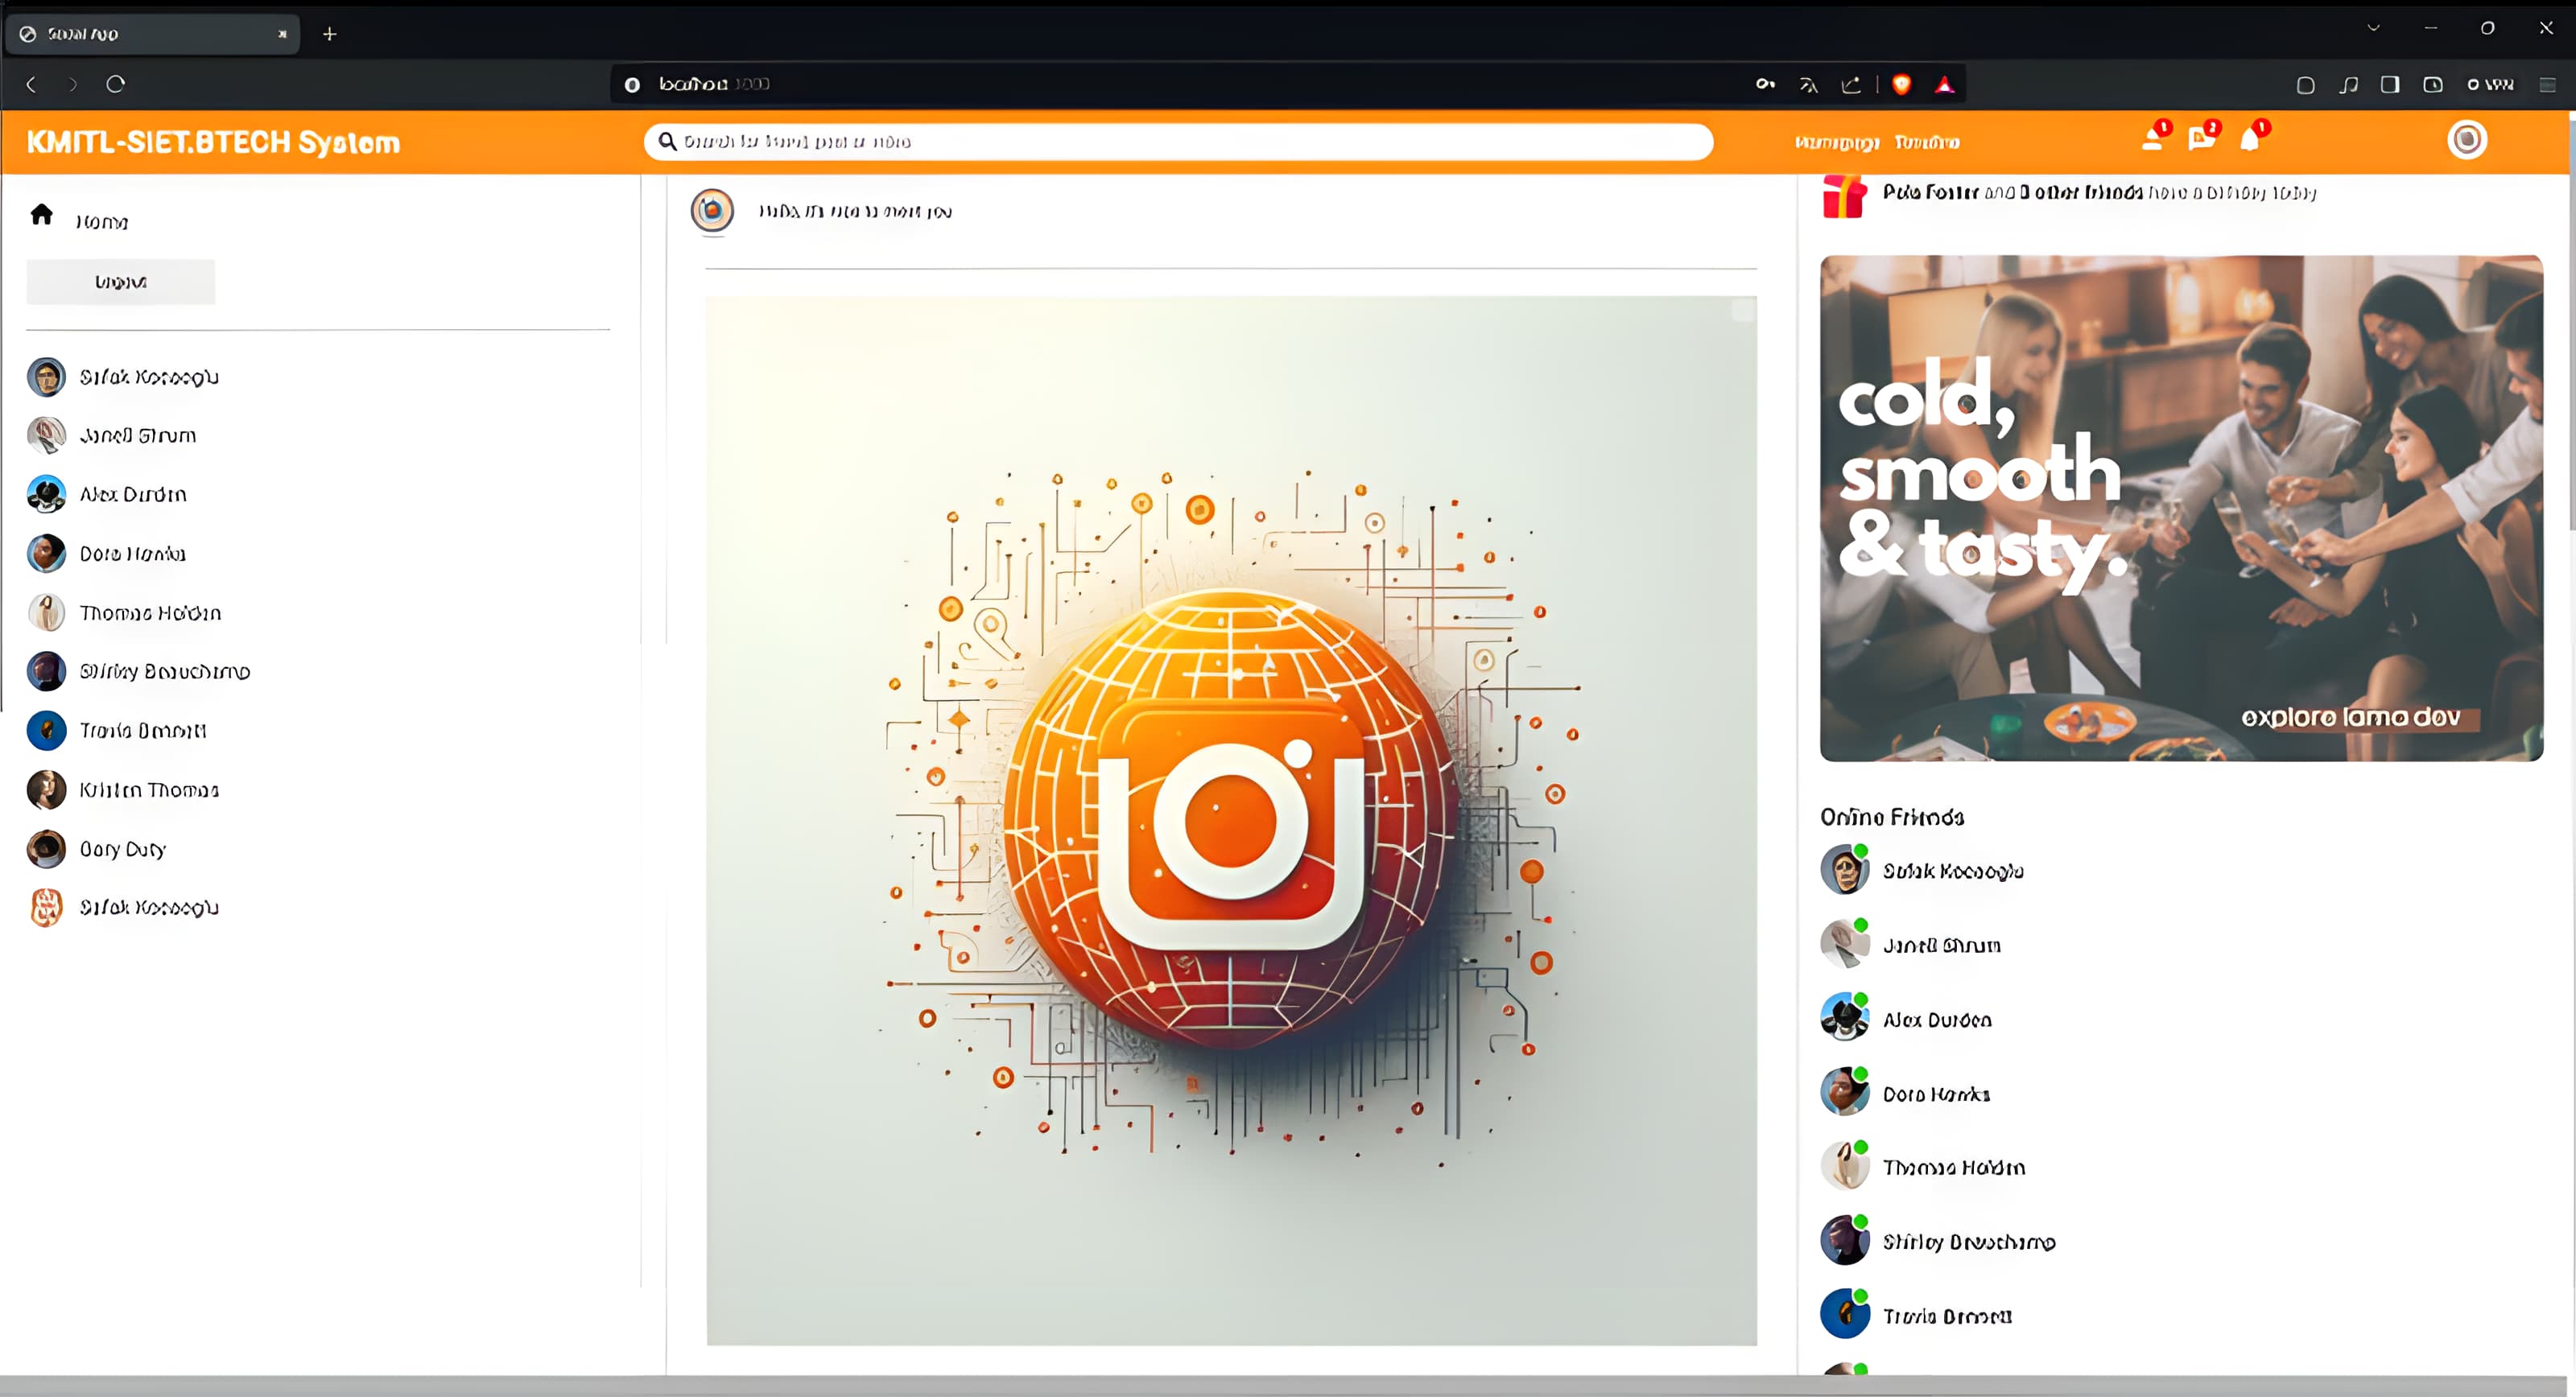 Social App
localhost:3000
KMITL-SIET.BTECH System
Search for friend, post or video
Homepage Timeline
1
2
1
Home
Logout
Safak Kocaoglu
Janell Shrum
Alex Durden
Dora Hawks
Thomas Holden
Shirley Beauchamp
Travis Bennett
Kristen Thomas
Gary Duty
Safak Kocaoglu
and 3 other friends have a birthday today
cold,
smooth
& tasty.
explore lama dev
Online Friends
Safak Kocaoglu
Janell Shrum
Alex Durden
Dora Hawks
Thomas Holden
Shirley Beauchamp
Travis Bennett